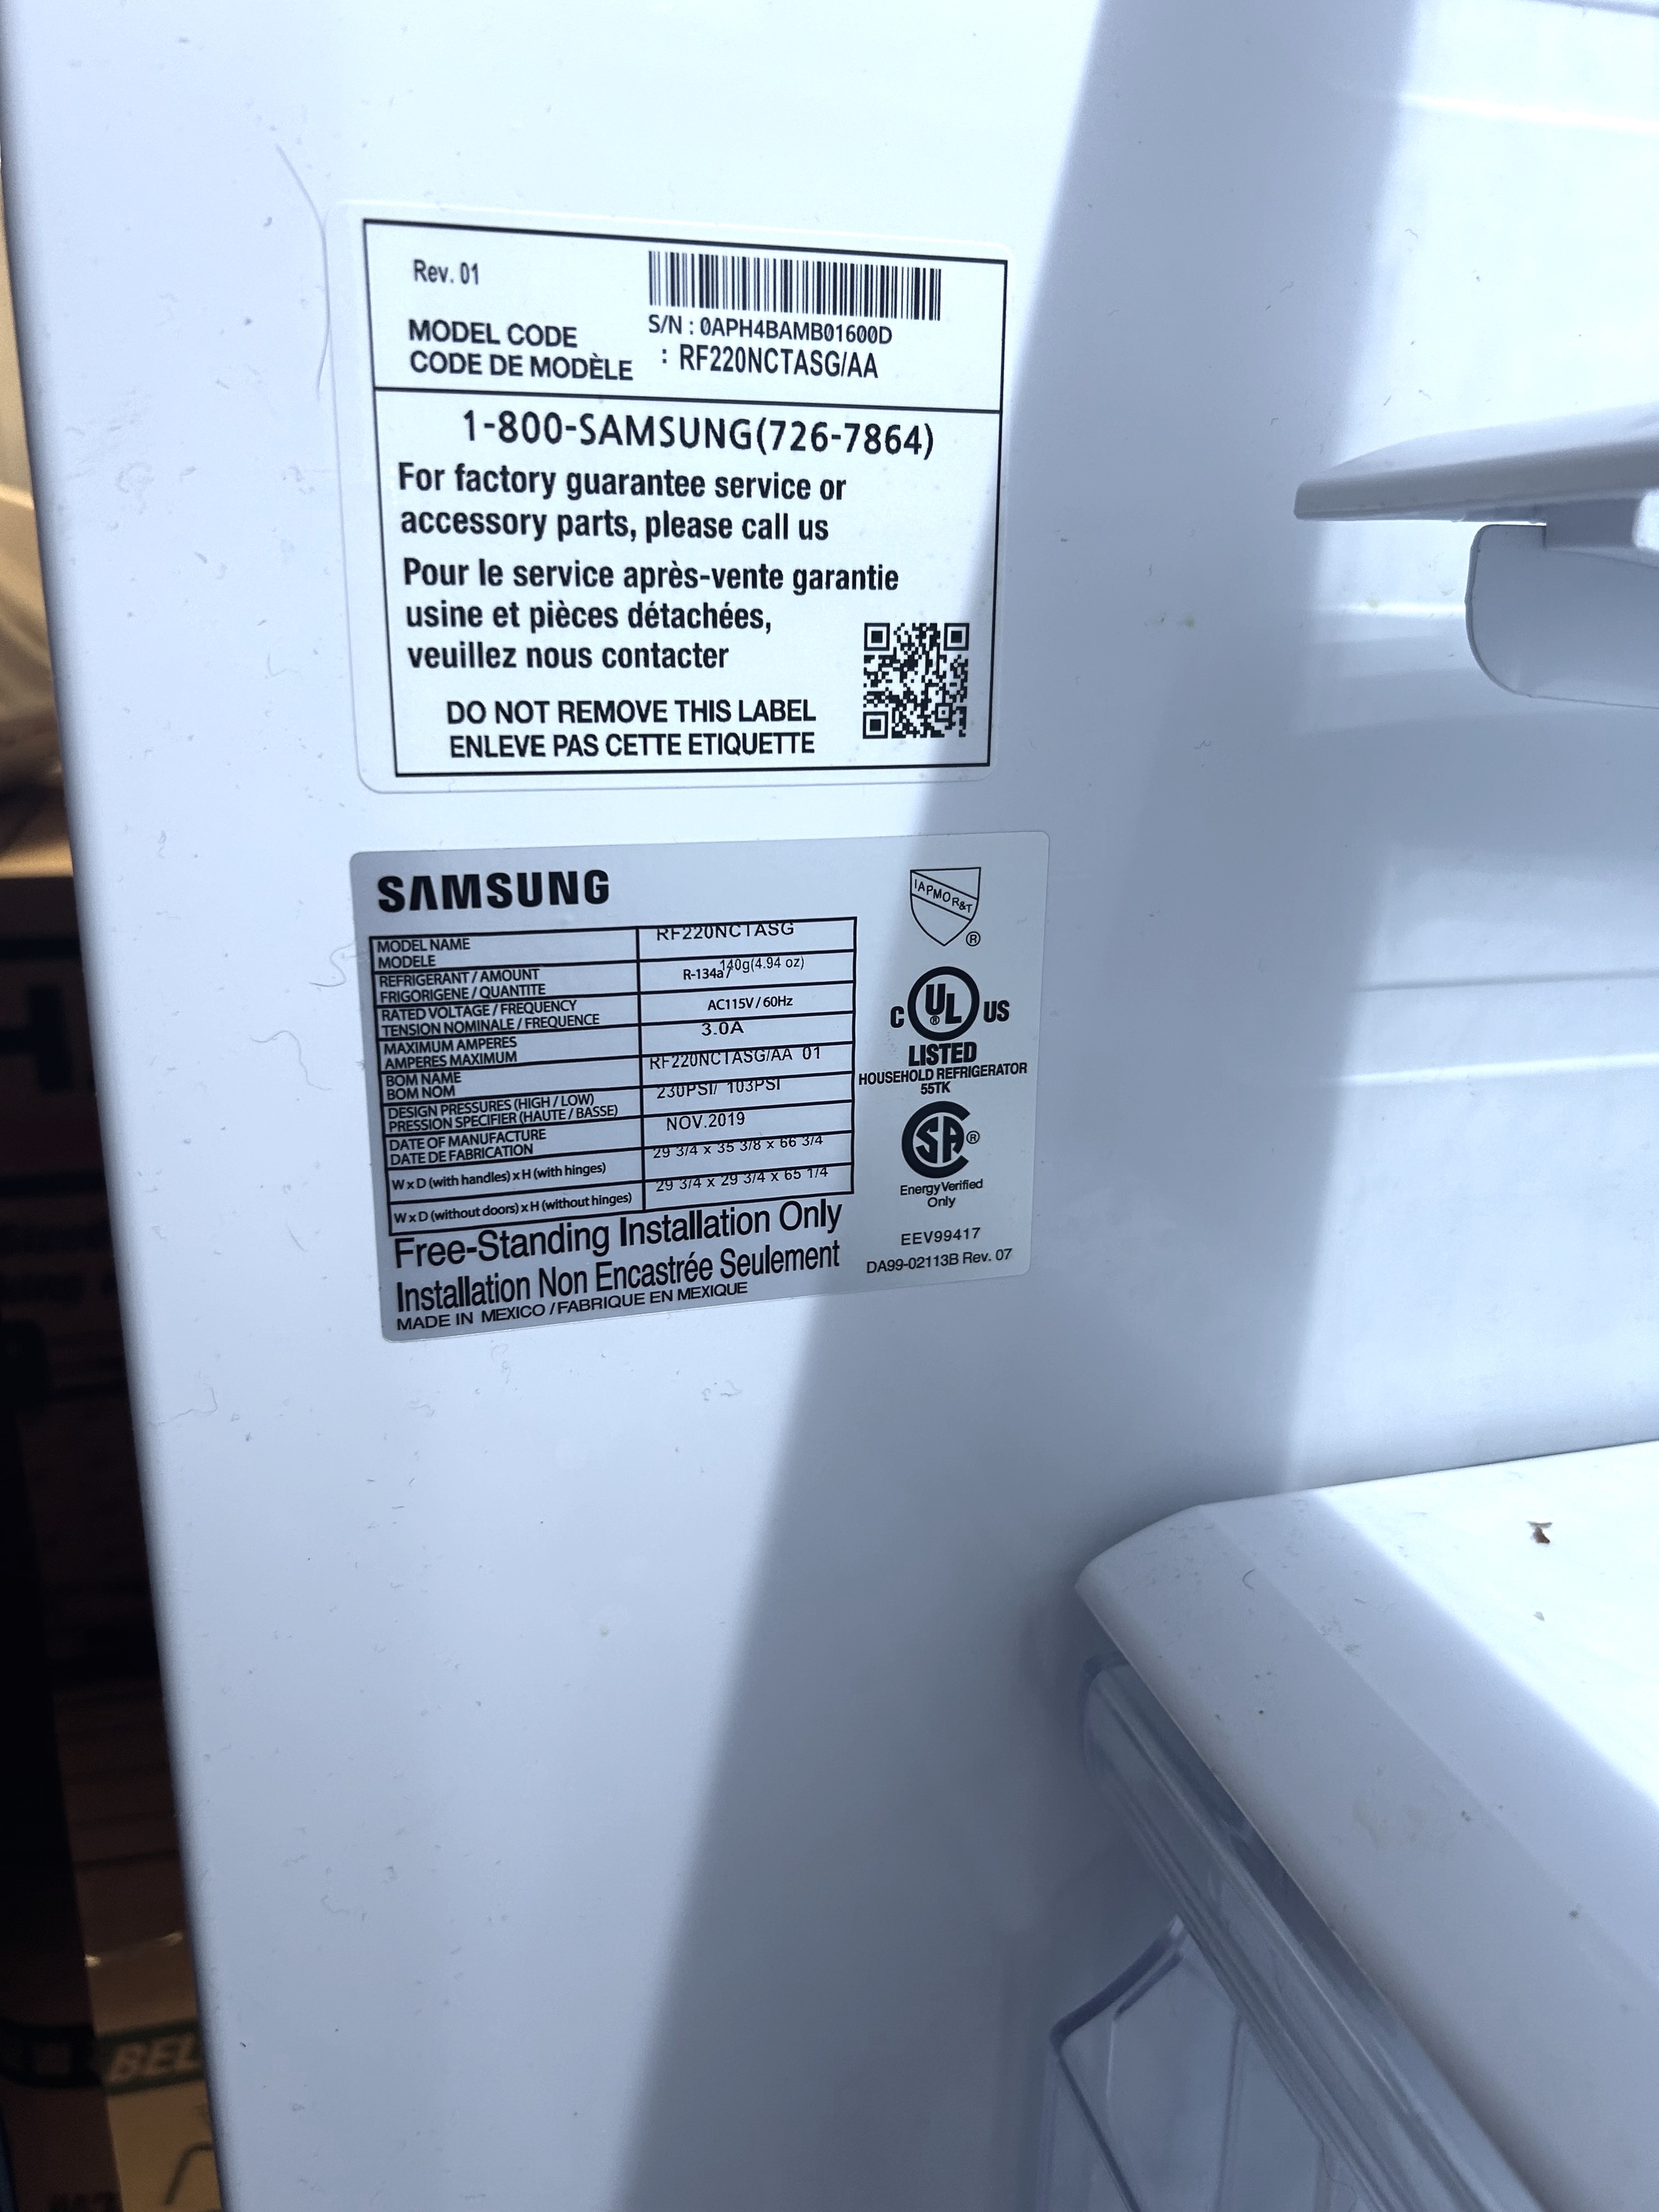 Rev. 01
S/N : 0APH4BAMB01600D
MODEL CODE
CODE DE MODÈLE : RF220NCTASG/AA
1-800-SAMSUNG(726-7864)
For factory guarantee service or
accessory parts, please call us
Pour le service après-vente garantie
usine et pièces détachées,
veuillez nous contacter
DO NOT REMOVE THIS LABEL
ENLEVE PAS CETTE ETIQUETTE
SAMSUNG
MODEL NAME
MODELE
RF220NCTASG
REFRIGERANT / AMOUNT
FRIGORIGENE / QUANTITE
R-134a / 140g(4.94 oz)
RATED VOLTAGE / FREQUENCY
TENSION NOMINALE / FREQUENCE
AC115V / 60Hz
MAXIMUM AMPERES
AMPERES MAXIMUM
3.0A
BOM NAME
BOM NOM
RF220NCTASG/AA 01
DESIGN PRESSURES (HIGH / LOW)
PRESSION SPECIFIER (HAUTE / BASSE)
230PSI/ 103PSI
DATE OF MANUFACTURE
DATE DE FABRICATION
NOV.2019
W x D (with handles) x H (with hinges)
29 3/4 x 35 3/8 x 66 3/4
W x D (without doors) x H (without hinges)
29 3/4 x 29 3/4 x 65 1/4
Free-Standing Installation Only
Installation Non Encastrée Seulement
MADE IN MEXICO / FABRIQUE EN MEXIQUE
IAPMO R&T
®
C UL ® US
LISTED
HOUSEHOLD REFRIGERATOR
55TK
SA ®
Energy Verified
Only
EEV99417
DA99-02113B Rev. 07
BEL